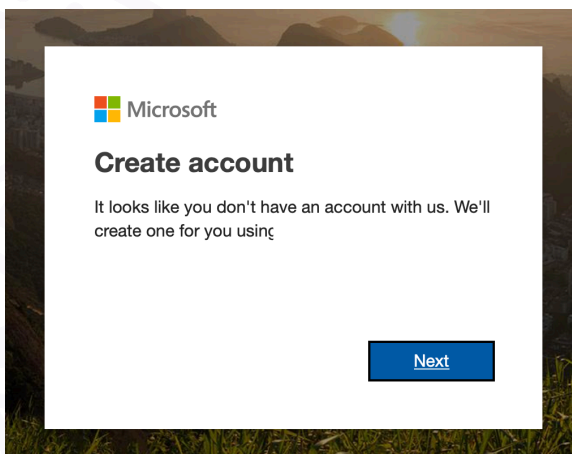 Microsoft
Create account
It looks like you don't have an account with us. We'll
create one for you using
Next